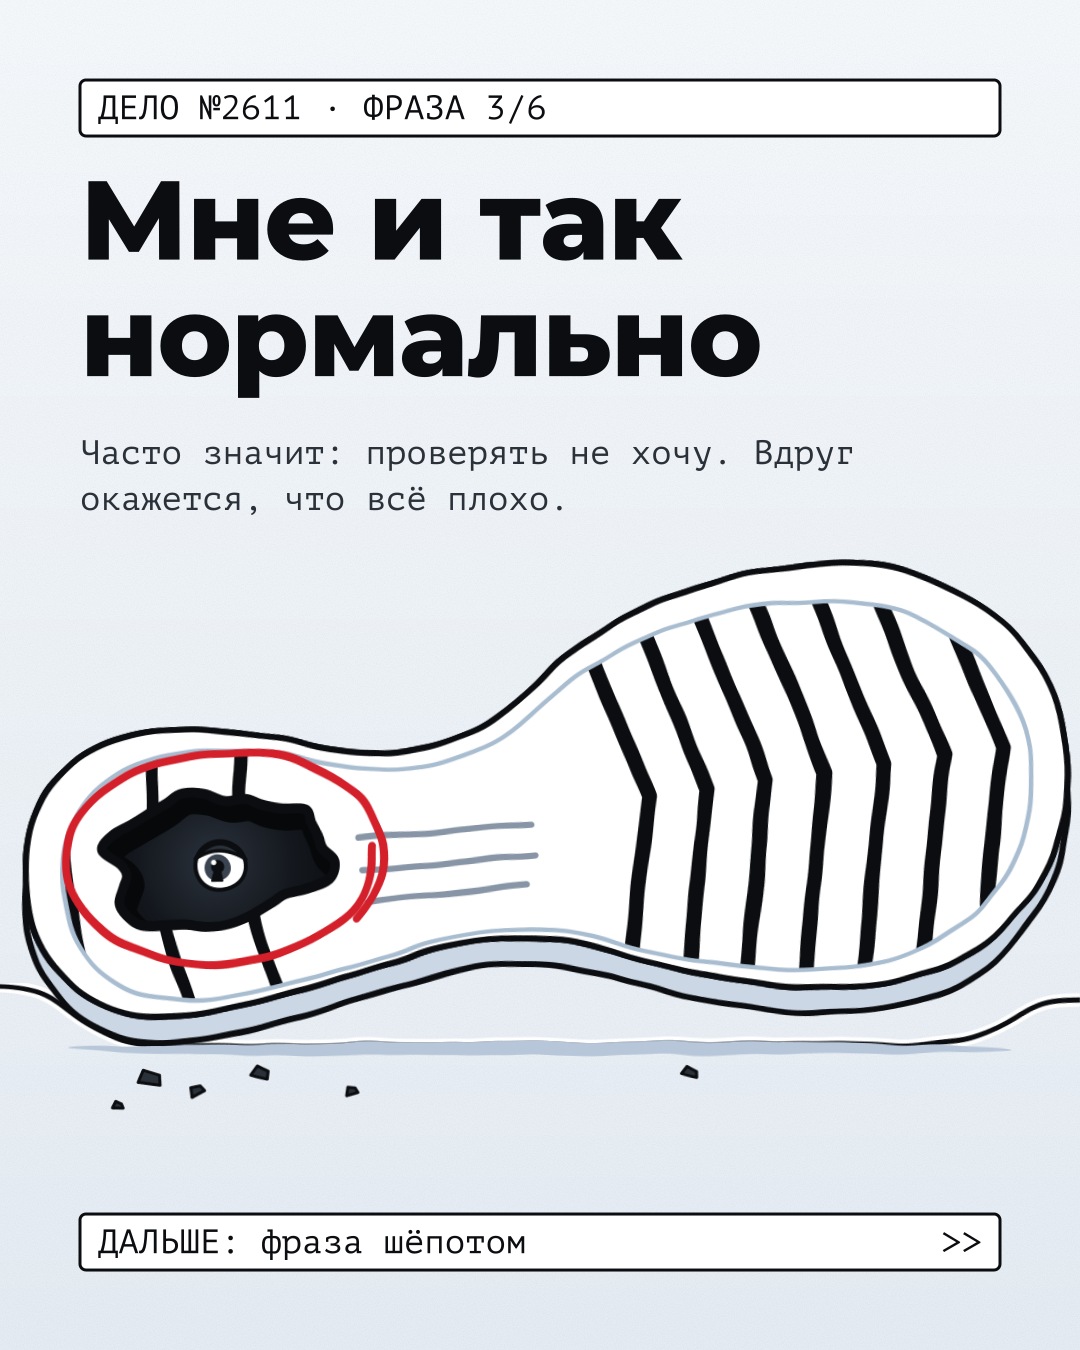 ДЕЛО №2611 · ФРАЗА 3/6
Мне и так
нормально
Часто значит: проверять не хочу. Вдруг
окажется, что всё плохо.
ДАЛЬШЕ: фраза шёпотом >>